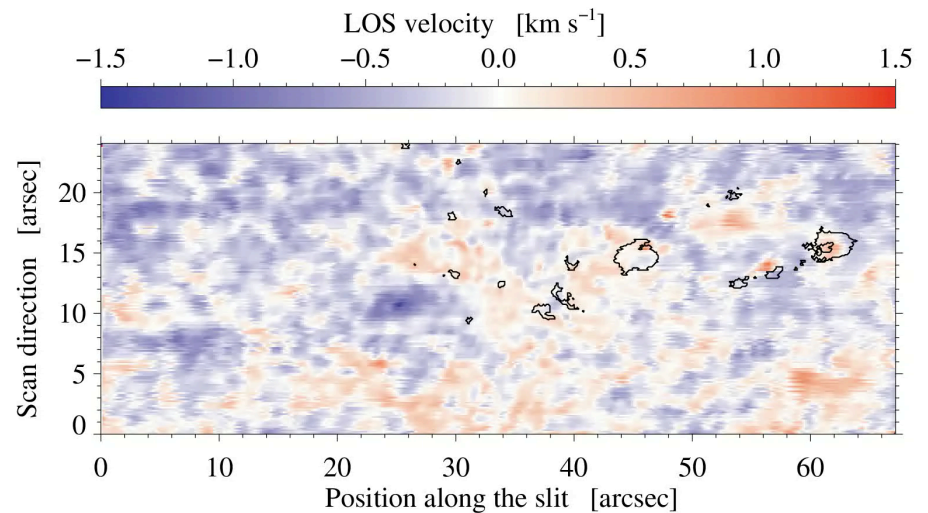 LOS velocity [km s⁻¹]
−1.5 −1.0 −0.5 0.0 0.5 1.0 1.5
Scan direction [arsec]
20
15
10
5
0
0 10 20 30 40 50 60
Position along the slit [arcsec]